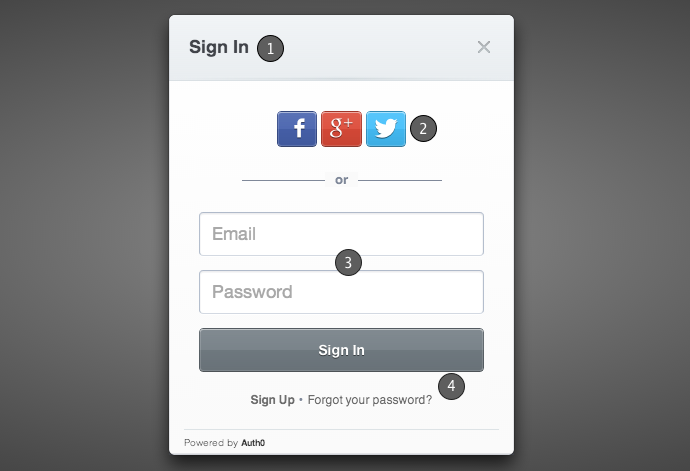 Sign In 1
f g+ 2
or
Email
3
Password
Sign In
4
Sign Up • Forgot your password?
Powered by Auth0